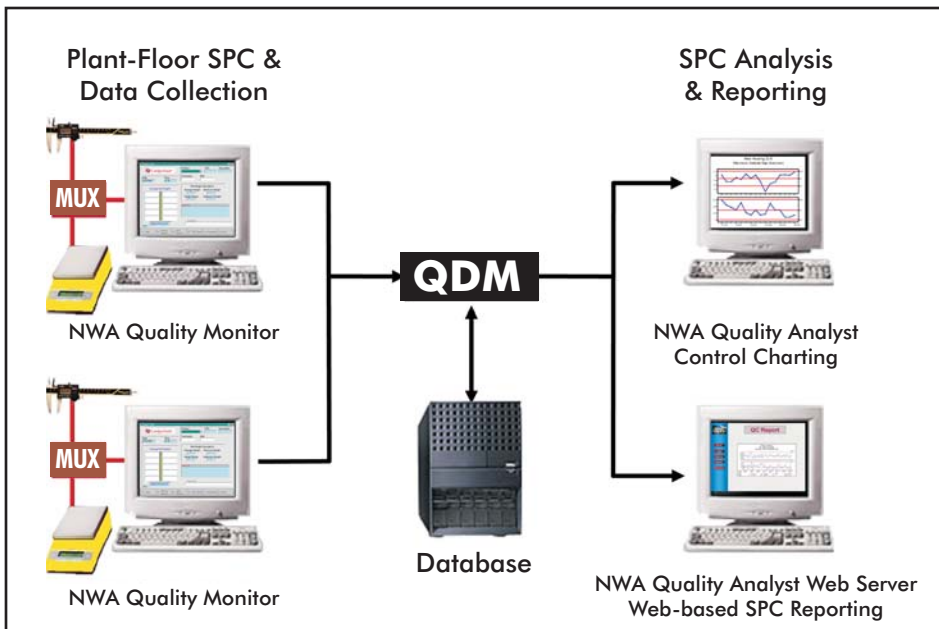 Plant-Floor SPC &
Data Collection
SPC Analysis
& Reporting
MUX
NWA Quality Monitor
QDM
NWA Quality Analyst
Control Charting
MUX
QC Report
Database
NWA Quality Monitor
NWA Quality Analyst Web Server
Web-based SPC Reporting